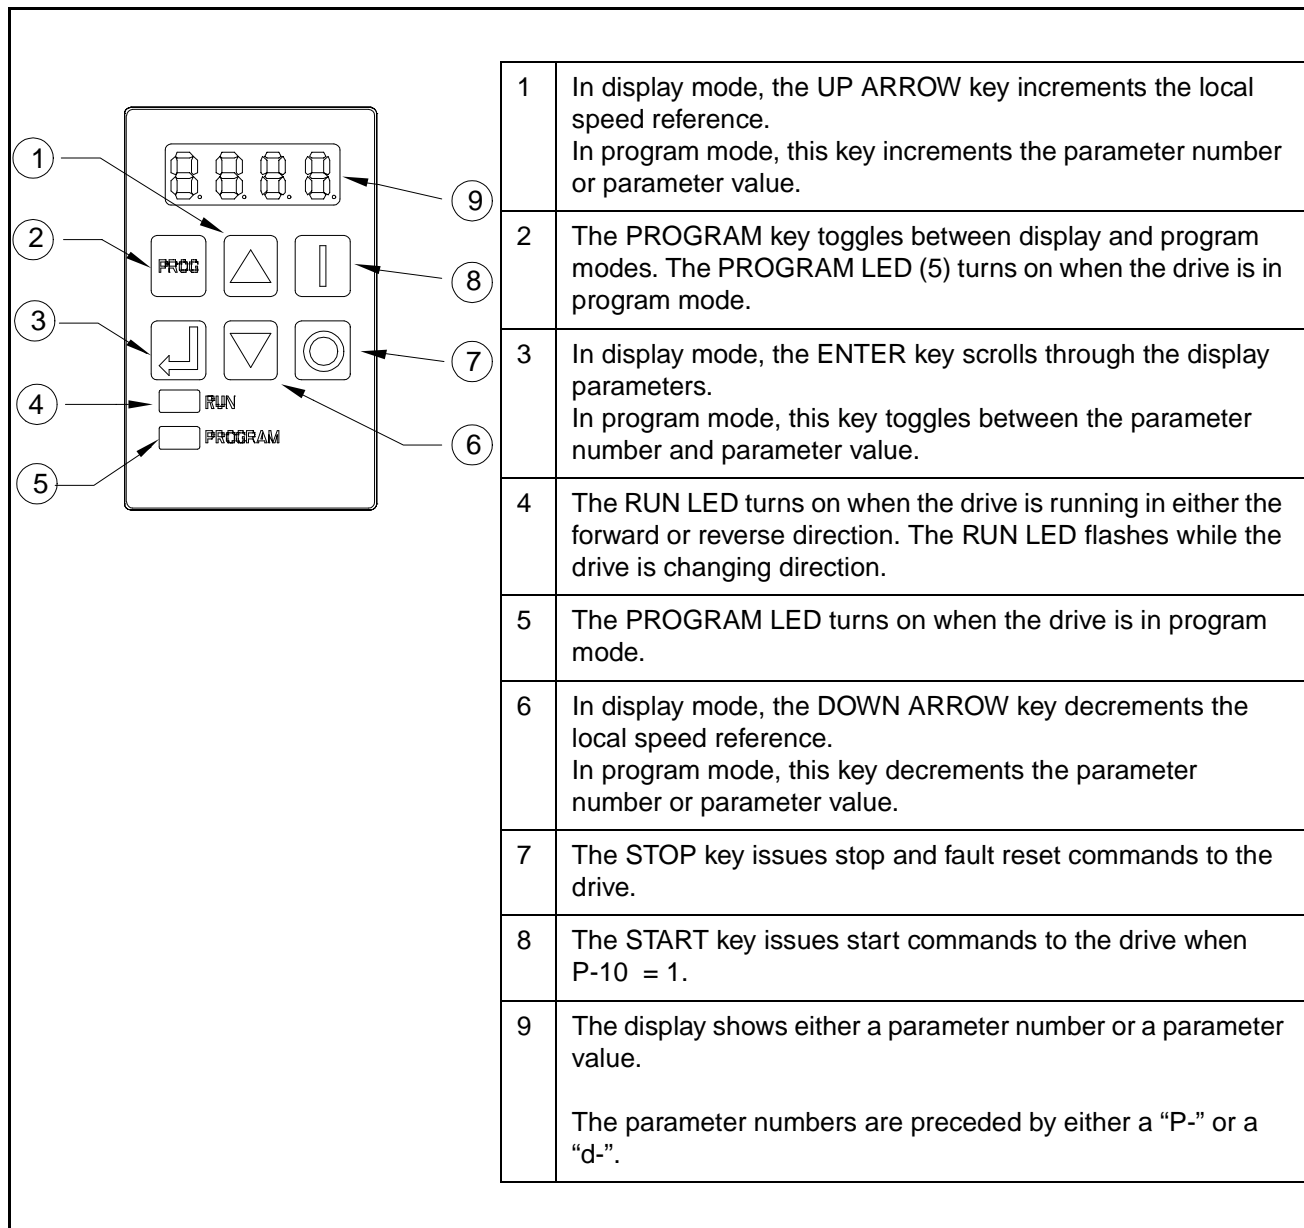 1
2
3
4
5
9
8
7
6
PROG
RUN
PROGRAM
1 In display mode, the UP ARROW key increments the local
speed reference.
In program mode, this key increments the parameter number
or parameter value.
2 The PROGRAM key toggles between display and program
modes. The PROGRAM LED (5) turns on when the drive is in
program mode.
3 In display mode, the ENTER key scrolls through the display
parameters.
In program mode, this key toggles between the parameter
number and parameter value.
4 The RUN LED turns on when the drive is running in either the
forward or reverse direction. The RUN LED flashes while the
drive is changing direction.
5 The PROGRAM LED turns on when the drive is in program
mode.
6 In display mode, the DOWN ARROW key decrements the
local speed reference.
In program mode, this key decrements the parameter
number or parameter value.
7 The STOP key issues stop and fault reset commands to the
drive.
8 The START key issues start commands to the drive when
P-10 = 1.
9 The display shows either a parameter number or a parameter
value.
The parameter numbers are preceded by either a “P-” or a
“d-”.